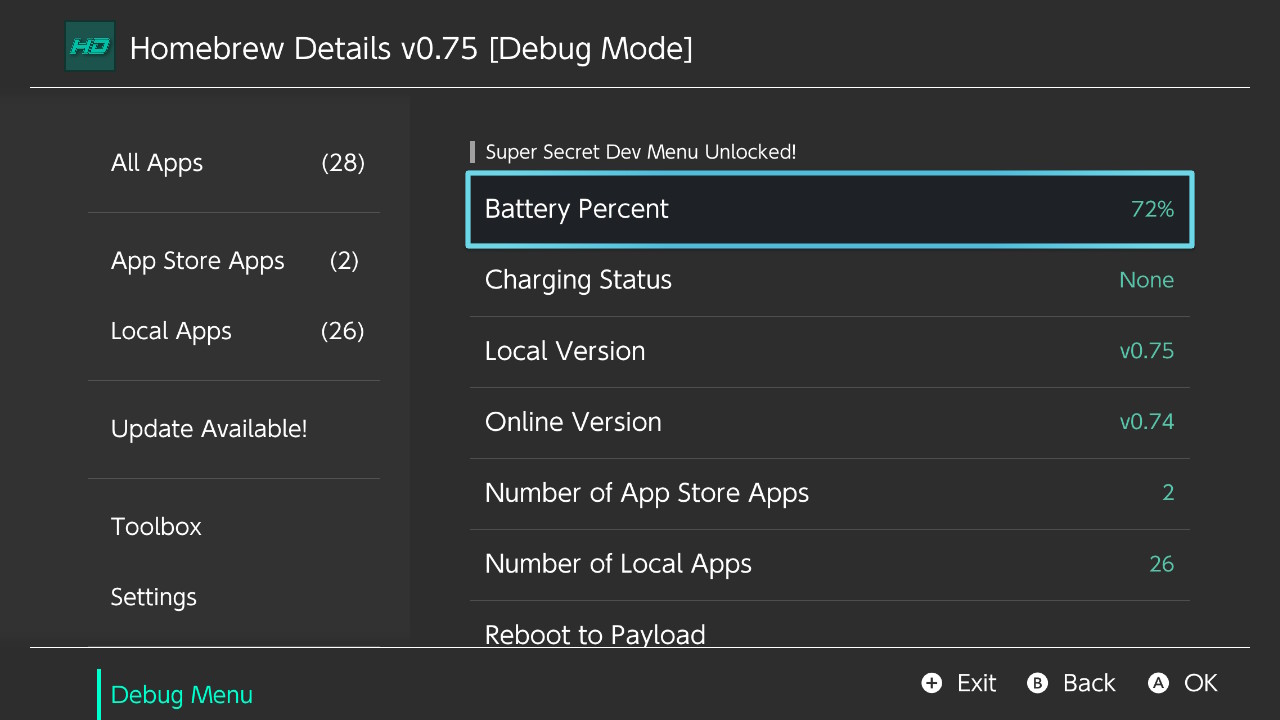 HD Homebrew Details v0.75 [Debug Mode]
All Apps (28)
App Store Apps (2)
Local Apps (26)
Update Available!
Toolbox
Settings
Debug Menu
Super Secret Dev Menu Unlocked!
Battery Percent 72%
Charging Status None
Local Version v0.75
Online Version v0.74
Number of App Store Apps 2
Number of Local Apps 26
Reboot to Payload
+ Exit B Back A OK